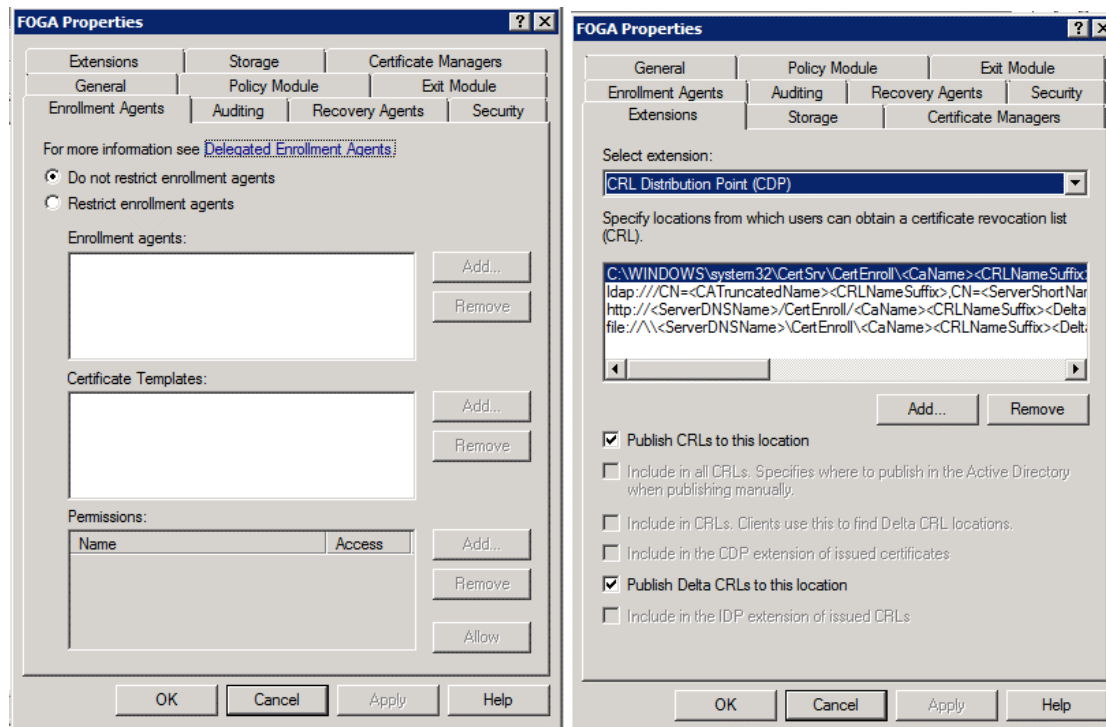 FOGA Properties
Extensions Storage Certificate Managers
General Policy Module Exit Module
Enrollment Agents Auditing Recovery Agents Security
For more information see Delegated Enrollment Agents
Do not restrict enrollment agents
Restrict enrollment agents
Enrollment agents:
Add...
Remove
Certificate Templates:
Add...
Remove
Permissions:
Name Access
Add...
Remove
Allow
OK Cancel Apply Help
FOGA Properties
General Policy Module Exit Module
Enrollment Agents Auditing Recovery Agents Security
Extensions Storage Certificate Managers
Select extension:
CRL Distribution Point (CDP)
Specify locations from which users can obtain a certificate revocation list
(CRL).
C:\WINDOWS\system32\CertSrv\CertEnroll\<CaName><CRLNameSuffix>
ldap:///CN=<CATruncatedName><CRLNameSuffix>,CN=<ServerShortNam
http://<ServerDNSName>/CertEnroll/<CaName><CRLNameSuffix><Delta
file://\\<ServerDNSName>\CertEnroll\<CaName><CRLNameSuffix><Delt
Add... Remove
Publish CRLs to this location
Include in all CRLs. Specifies where to publish in the Active Directory
when publishing manually.
Include in CRLs. Clients use this to find Delta CRL locations.
Include in the CDP extension of issued certificates
Publish Delta CRLs to this location
Include in the IDP extension of issued CRLs
OK Cancel Apply Help